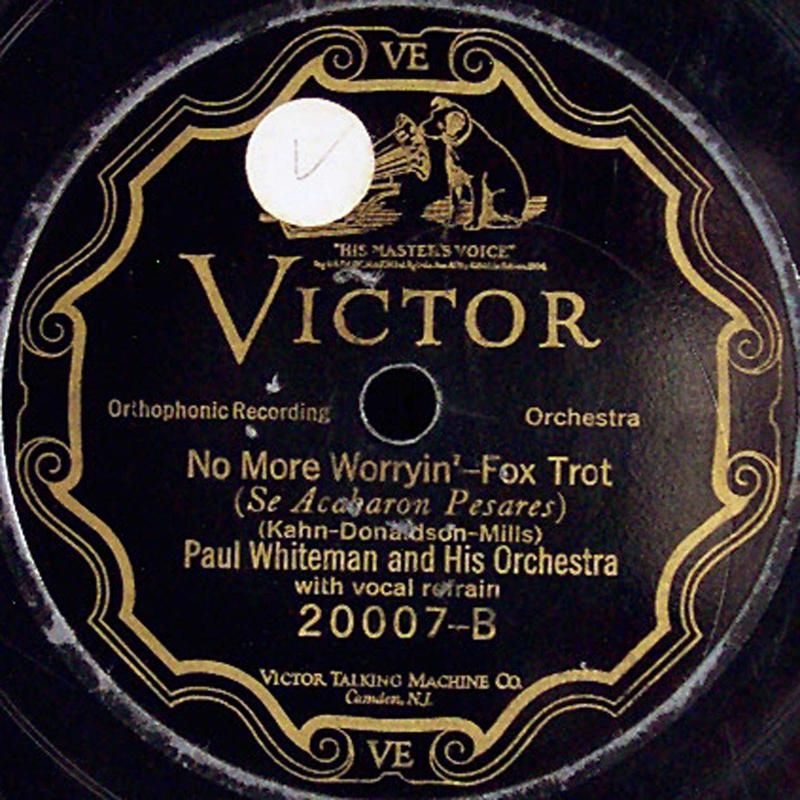 VE
"HIS MASTER'S VOICE"
VICTOR
Orthophonic Recording
Orchestra
No More Worryin'-Fox Trot
(Se Acabaron Pesares)
(Kahn-Donaldson-Mills)
Paul Whiteman and His Orchestra
with vocal refrain
20007-B
VICTOR TALKING MACHINE CO.
Camden, N.J.
VE